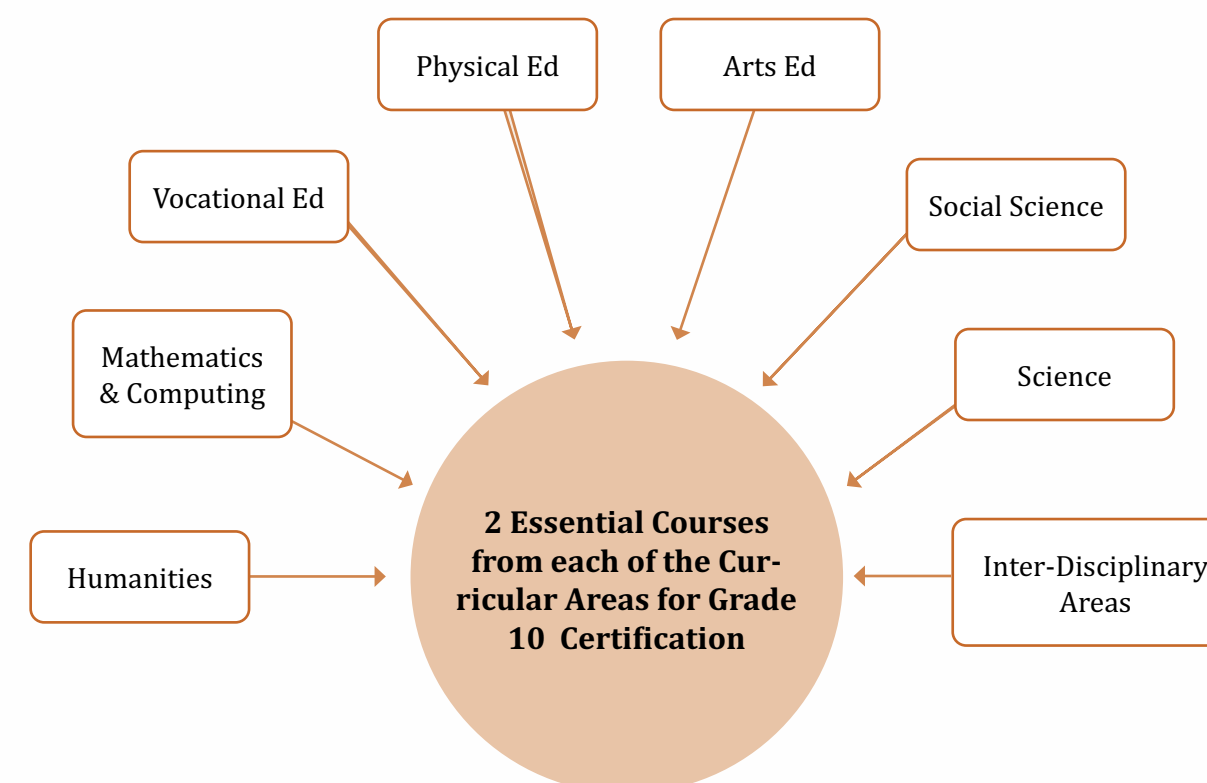 Physical Ed
Arts Ed
Vocational Ed
Social Science
Mathematics
& Computing
Science
Humanities
2 Essential Courses
from each of the Cur-
ricular Areas for Grade
10 Certification
Inter-Disciplinary
Areas